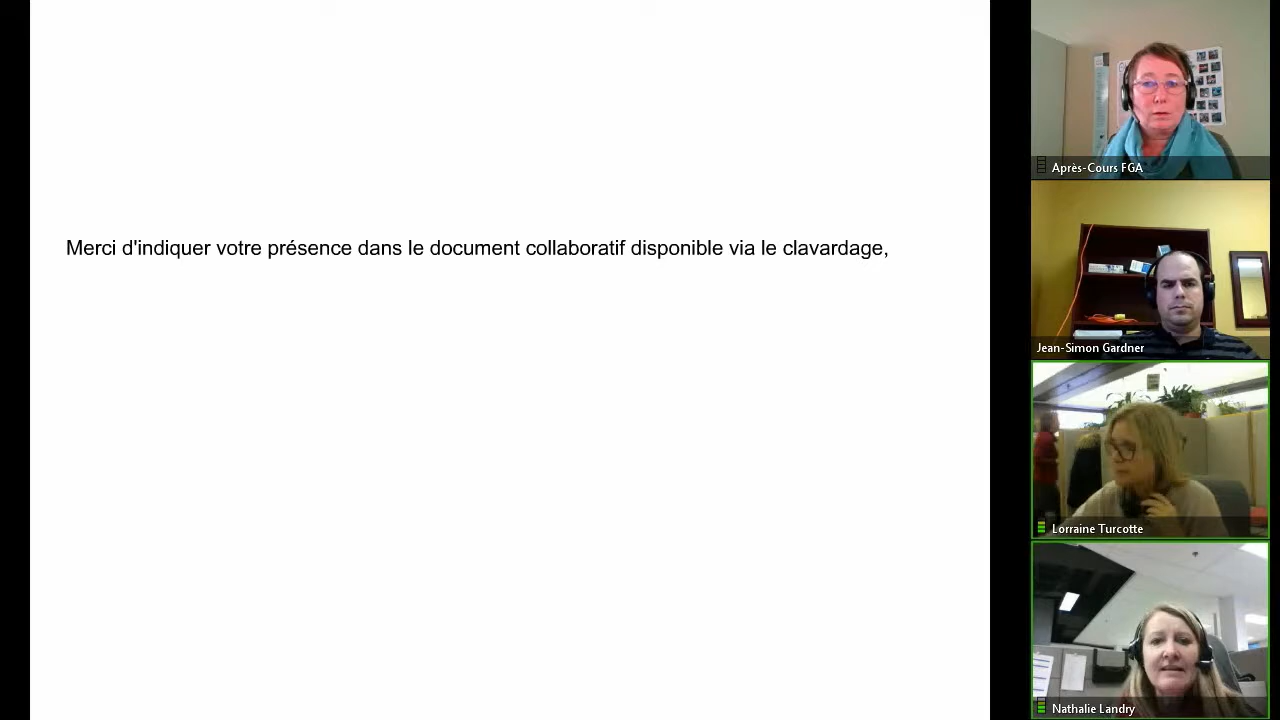 Merci d'indiquer votre présence dans le document collaboratif disponible via le clavardage,
Après-Cours FGA
Jean-Simon Gardner
Lorraine Turcotte
Nathalie Landry